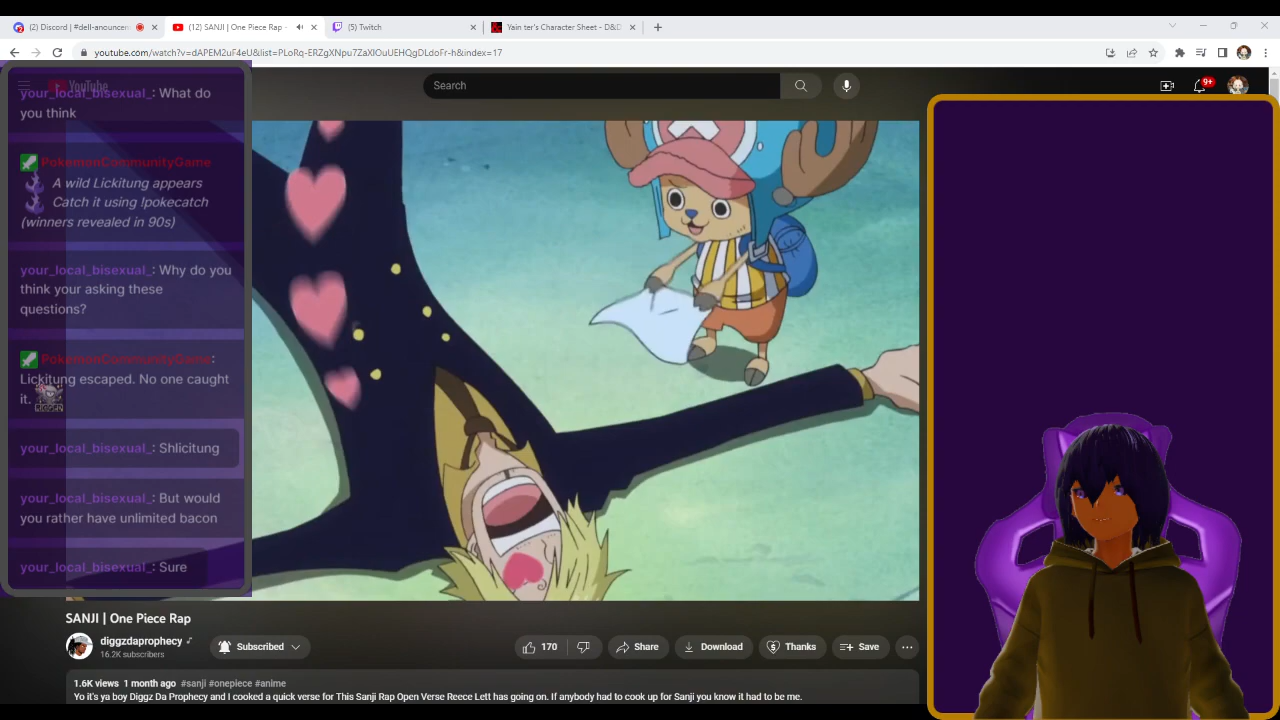 (2) Discord | #dell-anouncer
(12) SANJI | One Piece Rap -
(5) Twitch
Yain ter's Character Sheet - D&D
youtube.com/watch?v=dAPEM2uF4eU&list=PLoRq-ERZgXNpu7ZaXIOuUEHQgDLdoFr-h&index=17
YouTube
Search
9+
your_local_bisexual_: What do
you think
PokemonCommunityGame
A wild Lickitung appears
Catch it using !pokecatch
(winners revealed in 90s)
your_local_bisexual_: Why do you
think your asking these
questions?
PokemonCommunityGame:
Lickitung escaped. No one caught
it.
your_local_bisexual_: Shlicitung
your_local_bisexual_: But would
you rather have unlimited bacon
your_local_bisexual_: Sure
SANJI | One Piece Rap
diggzdaprophecy
16.2K subscribers
Subscribed
170
Share
Download
Thanks
Save
1.6K views 1 month ago #sanji #onepiece #anime
Yo it's ya boy Diggz Da Prophecy and I cooked a quick verse for This Sanji Rap Open Verse Reece Lett has going on. If anybody had to cook up for Sanji you know it had to be me.